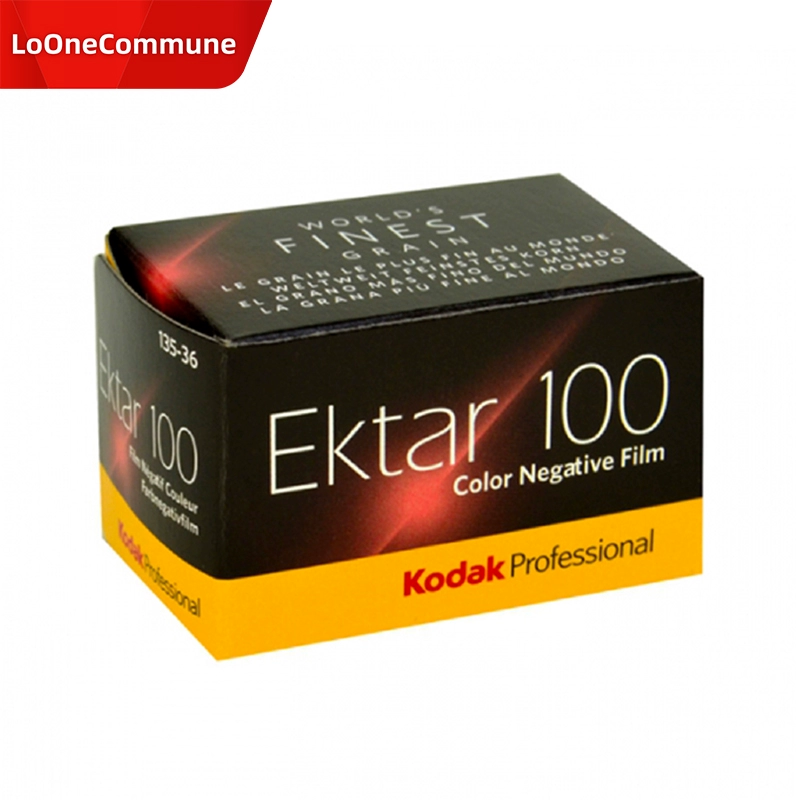 LoOneCommune
WORLD'S
FINEST
GRAIN
LE GRAIN LE PLUS FIN AU MONDE
WELTWEIT FEINSTES KORN
EL GRANO MAS FINO DEL MUNDO
LA GRANA PIÙ FINE AL MONDO
135-36
Ektar 100
Film Négatif Couleur
Farbnegativfilm
Kodak Professional
Ektar 100
Color Negative Film
Kodak Professional